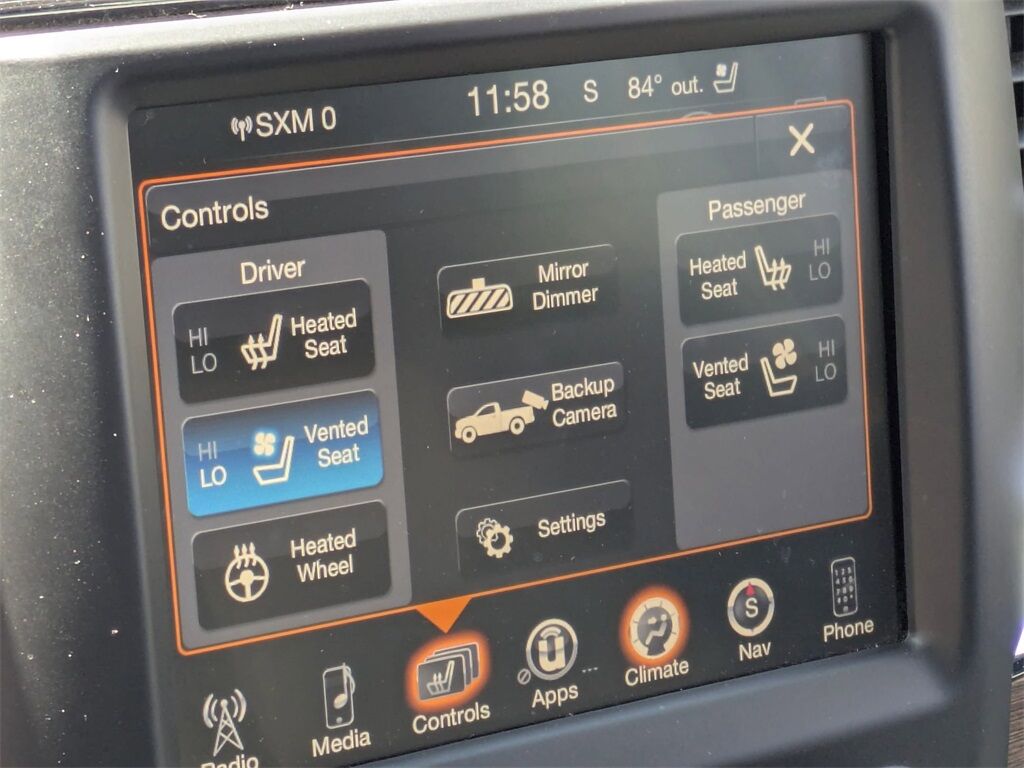 SXM 0
11:58
S
84° out.
Controls
Driver
HI
LO
Heated
Seat
HI
LO
Vented
Seat
Heated
Wheel
Mirror
Dimmer
Backup
Camera
Settings
Passenger
Heated
Seat
HI
LO
Vented
Seat
HI
LO
Radio
Media
Controls
Apps
Climate
S
Nav
Phone